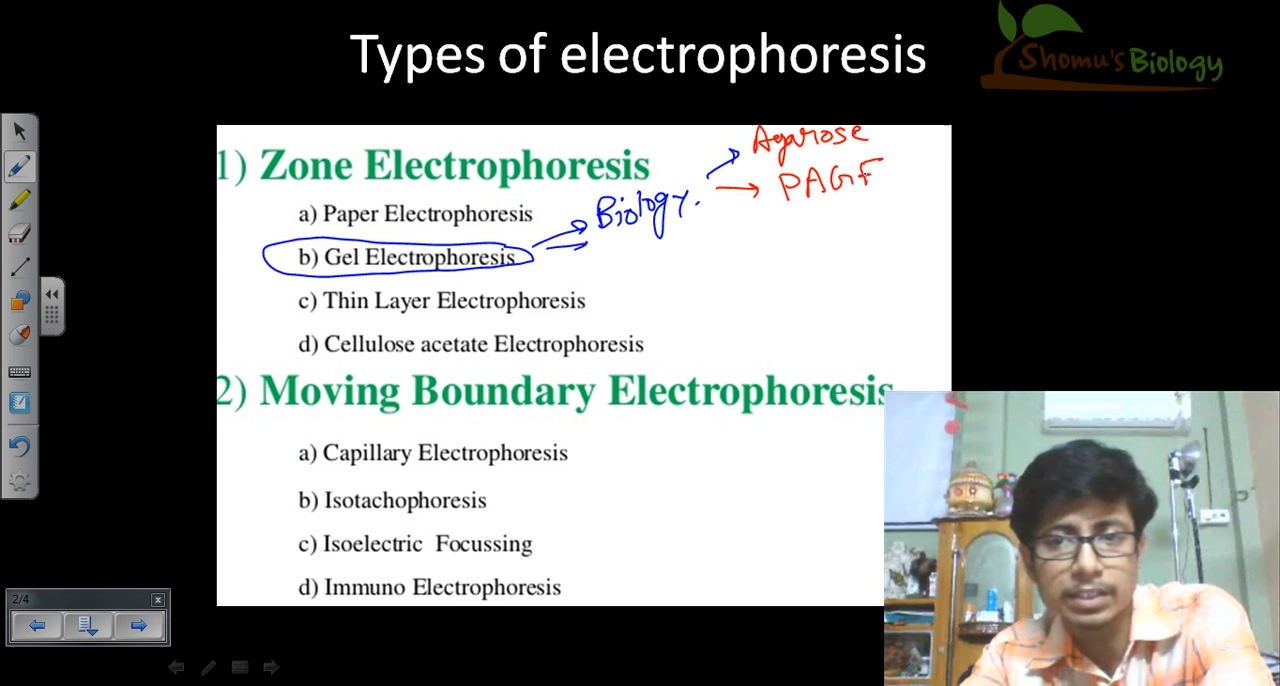 Types of electrophoresis
Shomu's Biology
1) Zone Electrophoresis
Agarose
PAGE
Biology.
a) Paper Electrophoresis
b) Gel Electrophoresis
c) Thin Layer Electrophoresis
d) Cellulose acetate Electrophoresis
2) Moving Boundary Electrophoresis
a) Capillary Electrophoresis
b) Isotachophoresis
c) Isoelectric Focussing
d) Immuno Electrophoresis
2/4